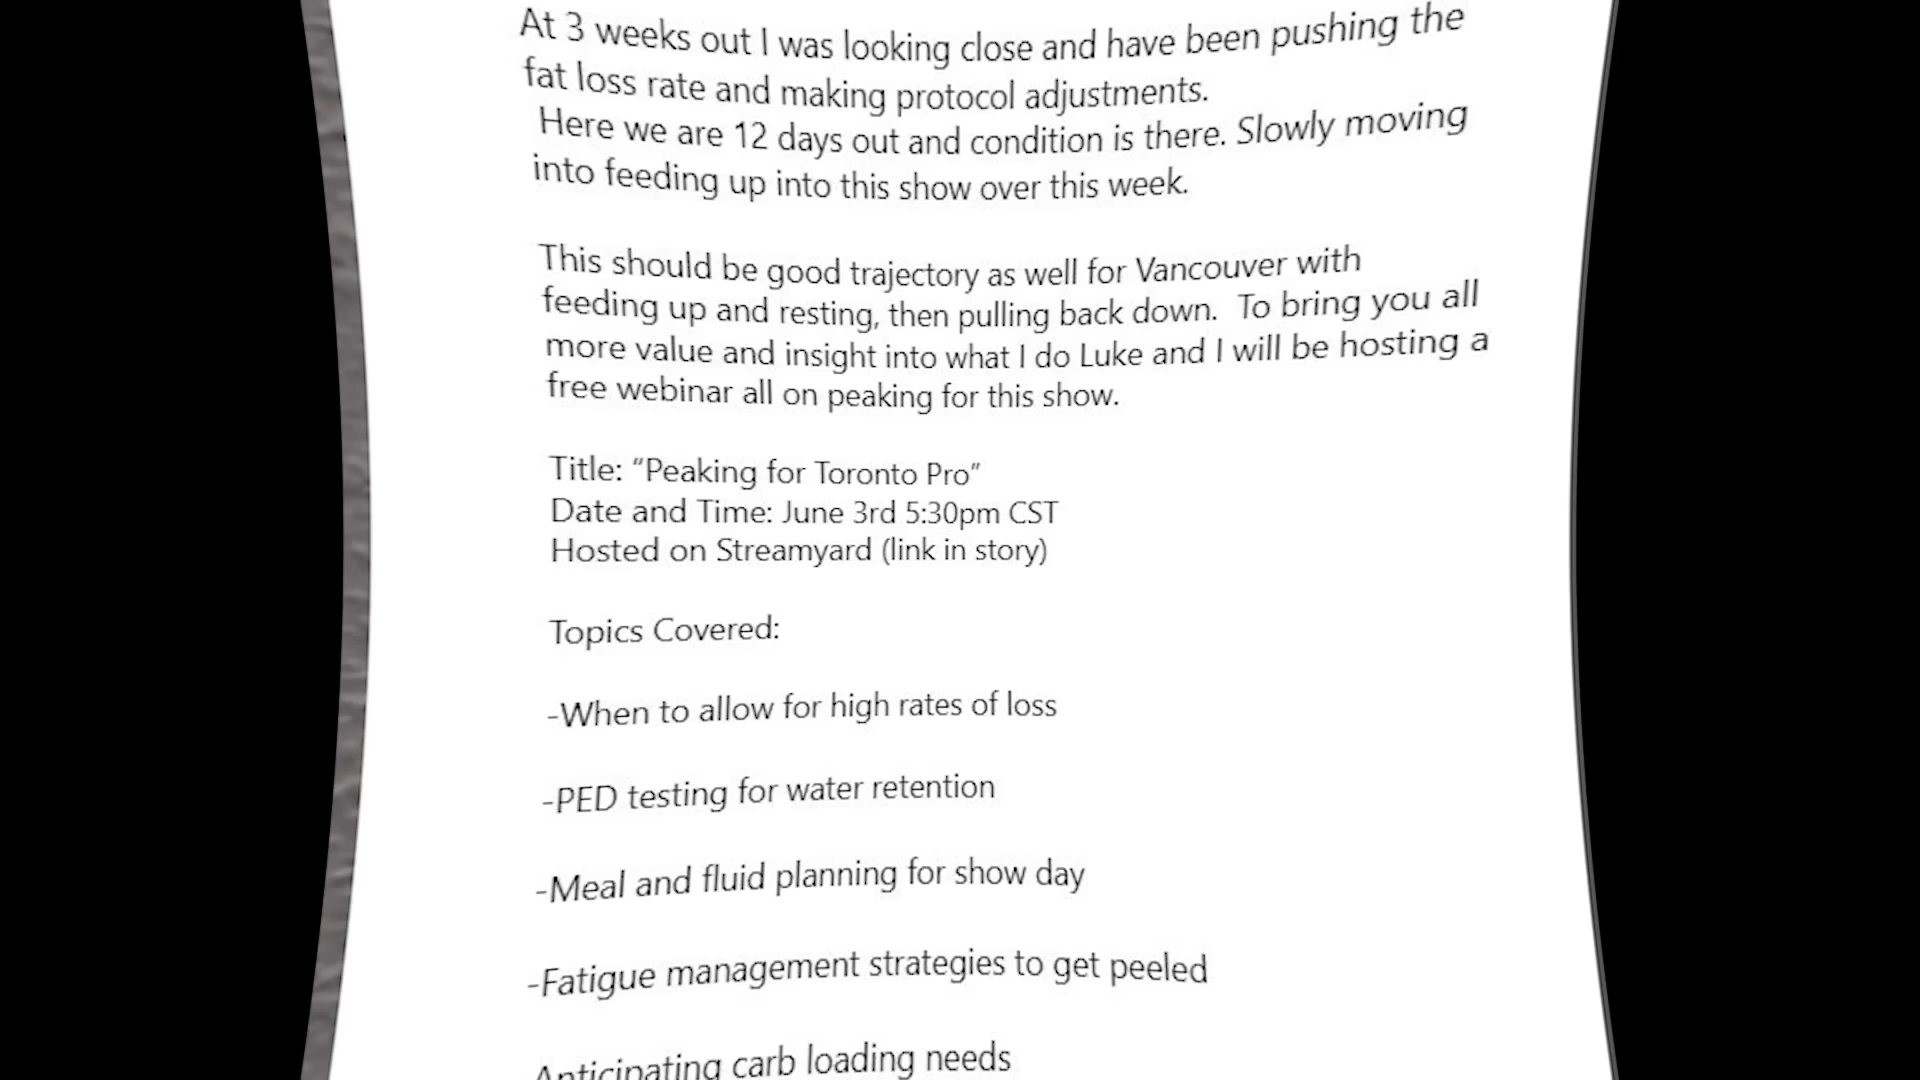 At 3 weeks out I was looking close and have been pushing the
fat loss rate and making protocol adjustments.
Here we are 12 days out and condition is there. Slowly moving
into feeding up into this show over this week.
This should be good trajectory as well for Vancouver with
feeding up and resting, then pulling back down.  To bring you all
more value and insight into what I do Luke and I will be hosting a
free webinar all on peaking for this show.
Title: “Peaking for Toronto Pro”
Date and Time: June 3rd 5:30pm CST
Hosted on Streamyard (link in story)
Topics Covered:
-When to allow for high rates of loss
-PED testing for water retention
-Meal and fluid planning for show day
-Fatigue management strategies to get peeled
Anticipating carb loading needs